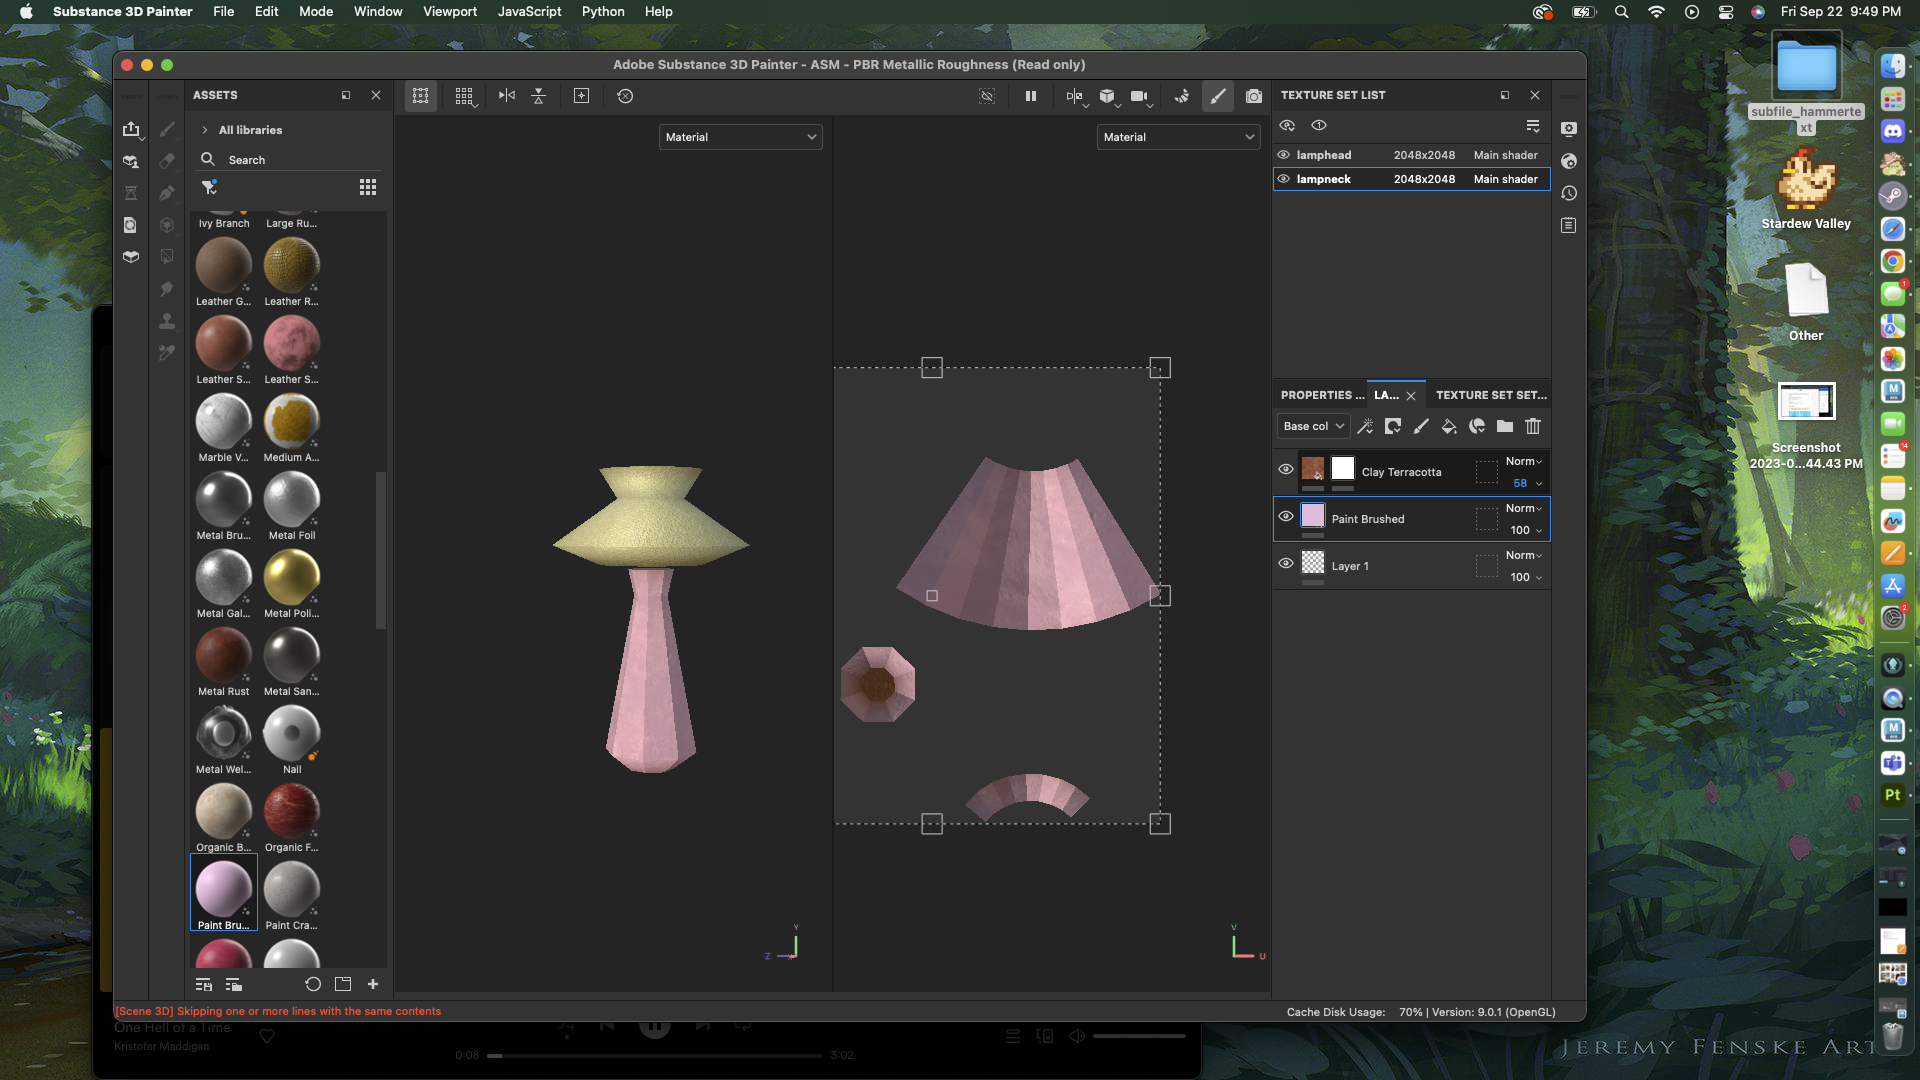 Substance 3D Painter File Edit Mode Window Viewport JavaScript Python Help
Fri Sep 22 9:49 PM
Adobe Substance 3D Painter - ASM - PBR Metallic Roughness (Read only)
ASSETS
All libraries
Search
Ivy Branch Large Ru...
Leather G... Leather R...
Leather S... Leather S...
Marble V... Medium A...
Metal Bru... Metal Foil
Metal Gal... Metal Poli...
Metal Rust Metal San...
Metal Wel... Nail
Organic B... Organic F...
Paint Bru... Paint Cra...
Material
Material
Y
Z
V
U
TEXTURE SET LIST
lamphead 2048x2048 Main shader
lampneck 2048x2048 Main shader
PROPERTIES ... LA... TEXTURE SET SET...
Base col
Clay Terracotta Norm
58
Paint Brushed Norm
100
Layer 1 Norm
100
[Scene 3D] Skipping one or more lines with the same contents
Cache Disk Usage: 70% | Version: 9.0.1 (OpenGL)
One Hell of a Time
Kristofer Maddigan
0:08 3:02
subfile_hammerte
xt
Stardew Valley
Other
Screenshot
2023-0...44.43 PM
1
14
2
Pt
JEREMY FENSKE ART